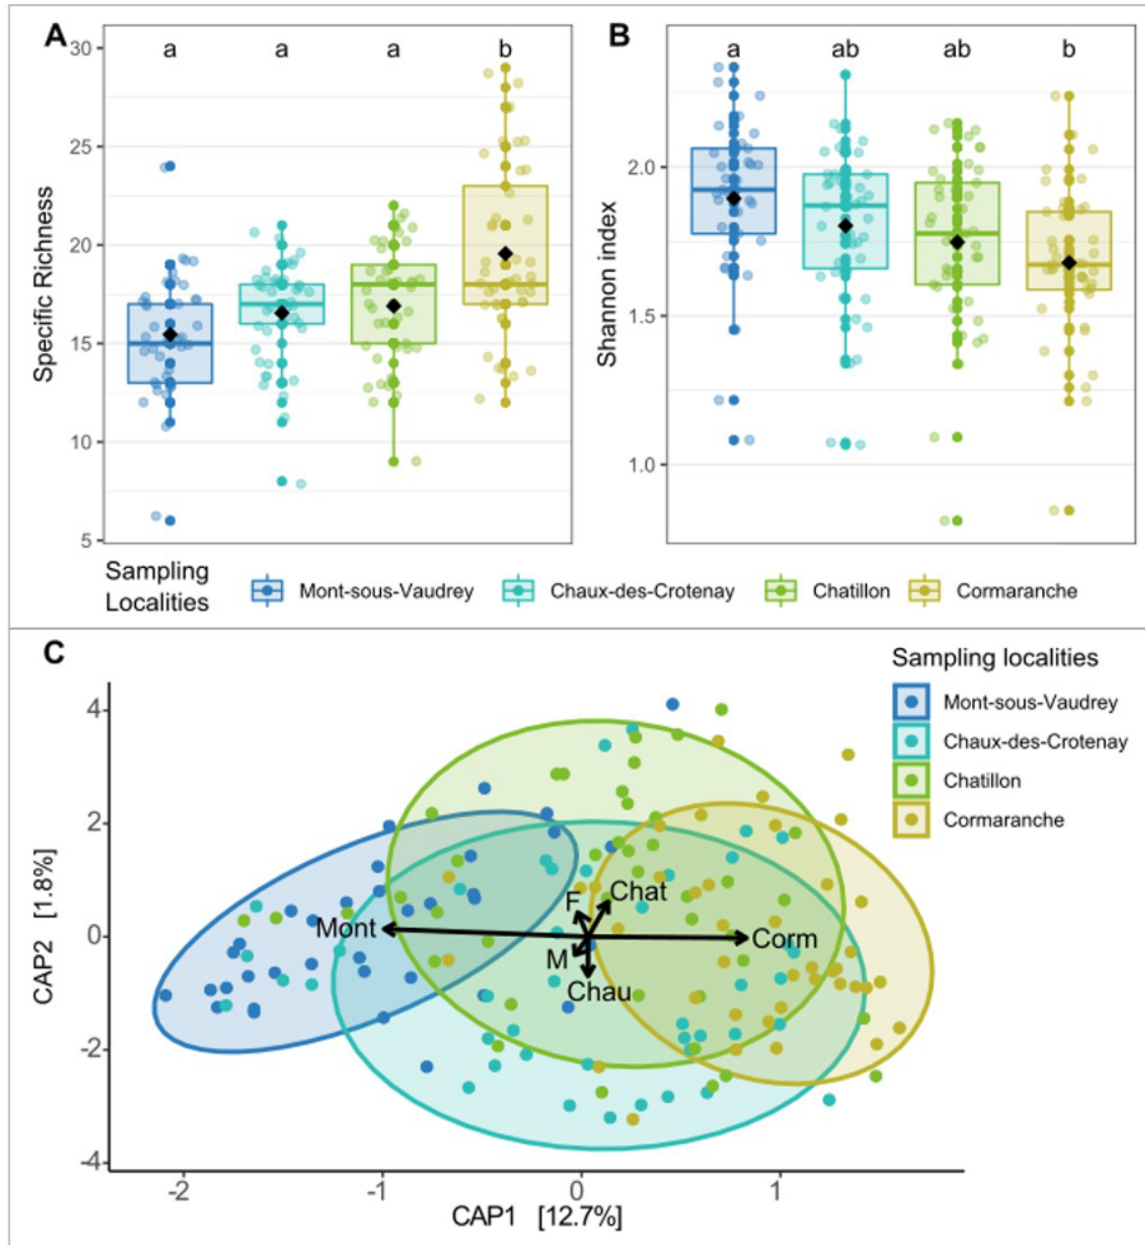 A
B
a a a b
a ab ab b
30
25
20
15
10
5
Specific Richness
2.0
1.5
1.0
Shannon index
Sampling
Localities
Mont-sous-Vaudrey
Chaux-des-Crotenay
Chatillon
Cormaranche
C
Sampling localities
Mont-sous-Vaudrey
Chaux-des-Crotenay
Chatillon
Cormaranche
4
2
0
-2
-4
CAP2 [1.8%]
Mont
F
Chat
M
Corm
Chau
-2 -1 0 1
CAP1 [12.7%]